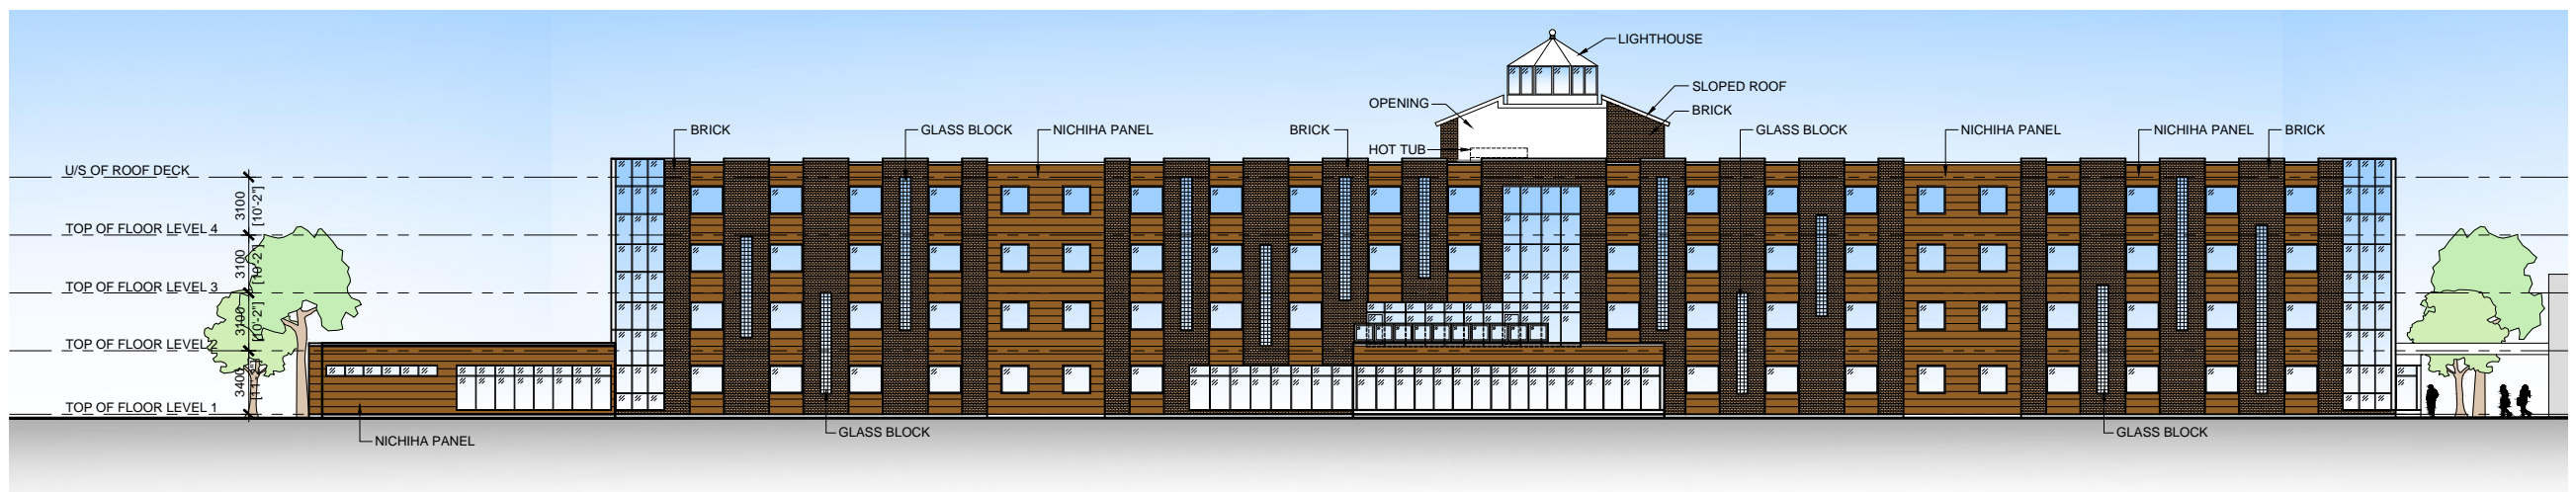 LIGHTHOUSE
SLOPED ROOF
OPENING
BRICK
BRICK
GLASS BLOCK
NICHIHA PANEL
BRICK
HOT TUB
GLASS BLOCK
NICHIHA PANEL
NICHIHA PANEL
BRICK
U/S OF ROOF DECK
3100
[10'-2"]
TOP OF FLOOR LEVEL 4
3100
[10'-2"]
TOP OF FLOOR LEVEL 3
3100
[10'-2"]
TOP OF FLOOR LEVEL 2
3400
[11'-2"]
TOP OF FLOOR LEVEL 1
NICHIHA PANEL
GLASS BLOCK
GLASS BLOCK